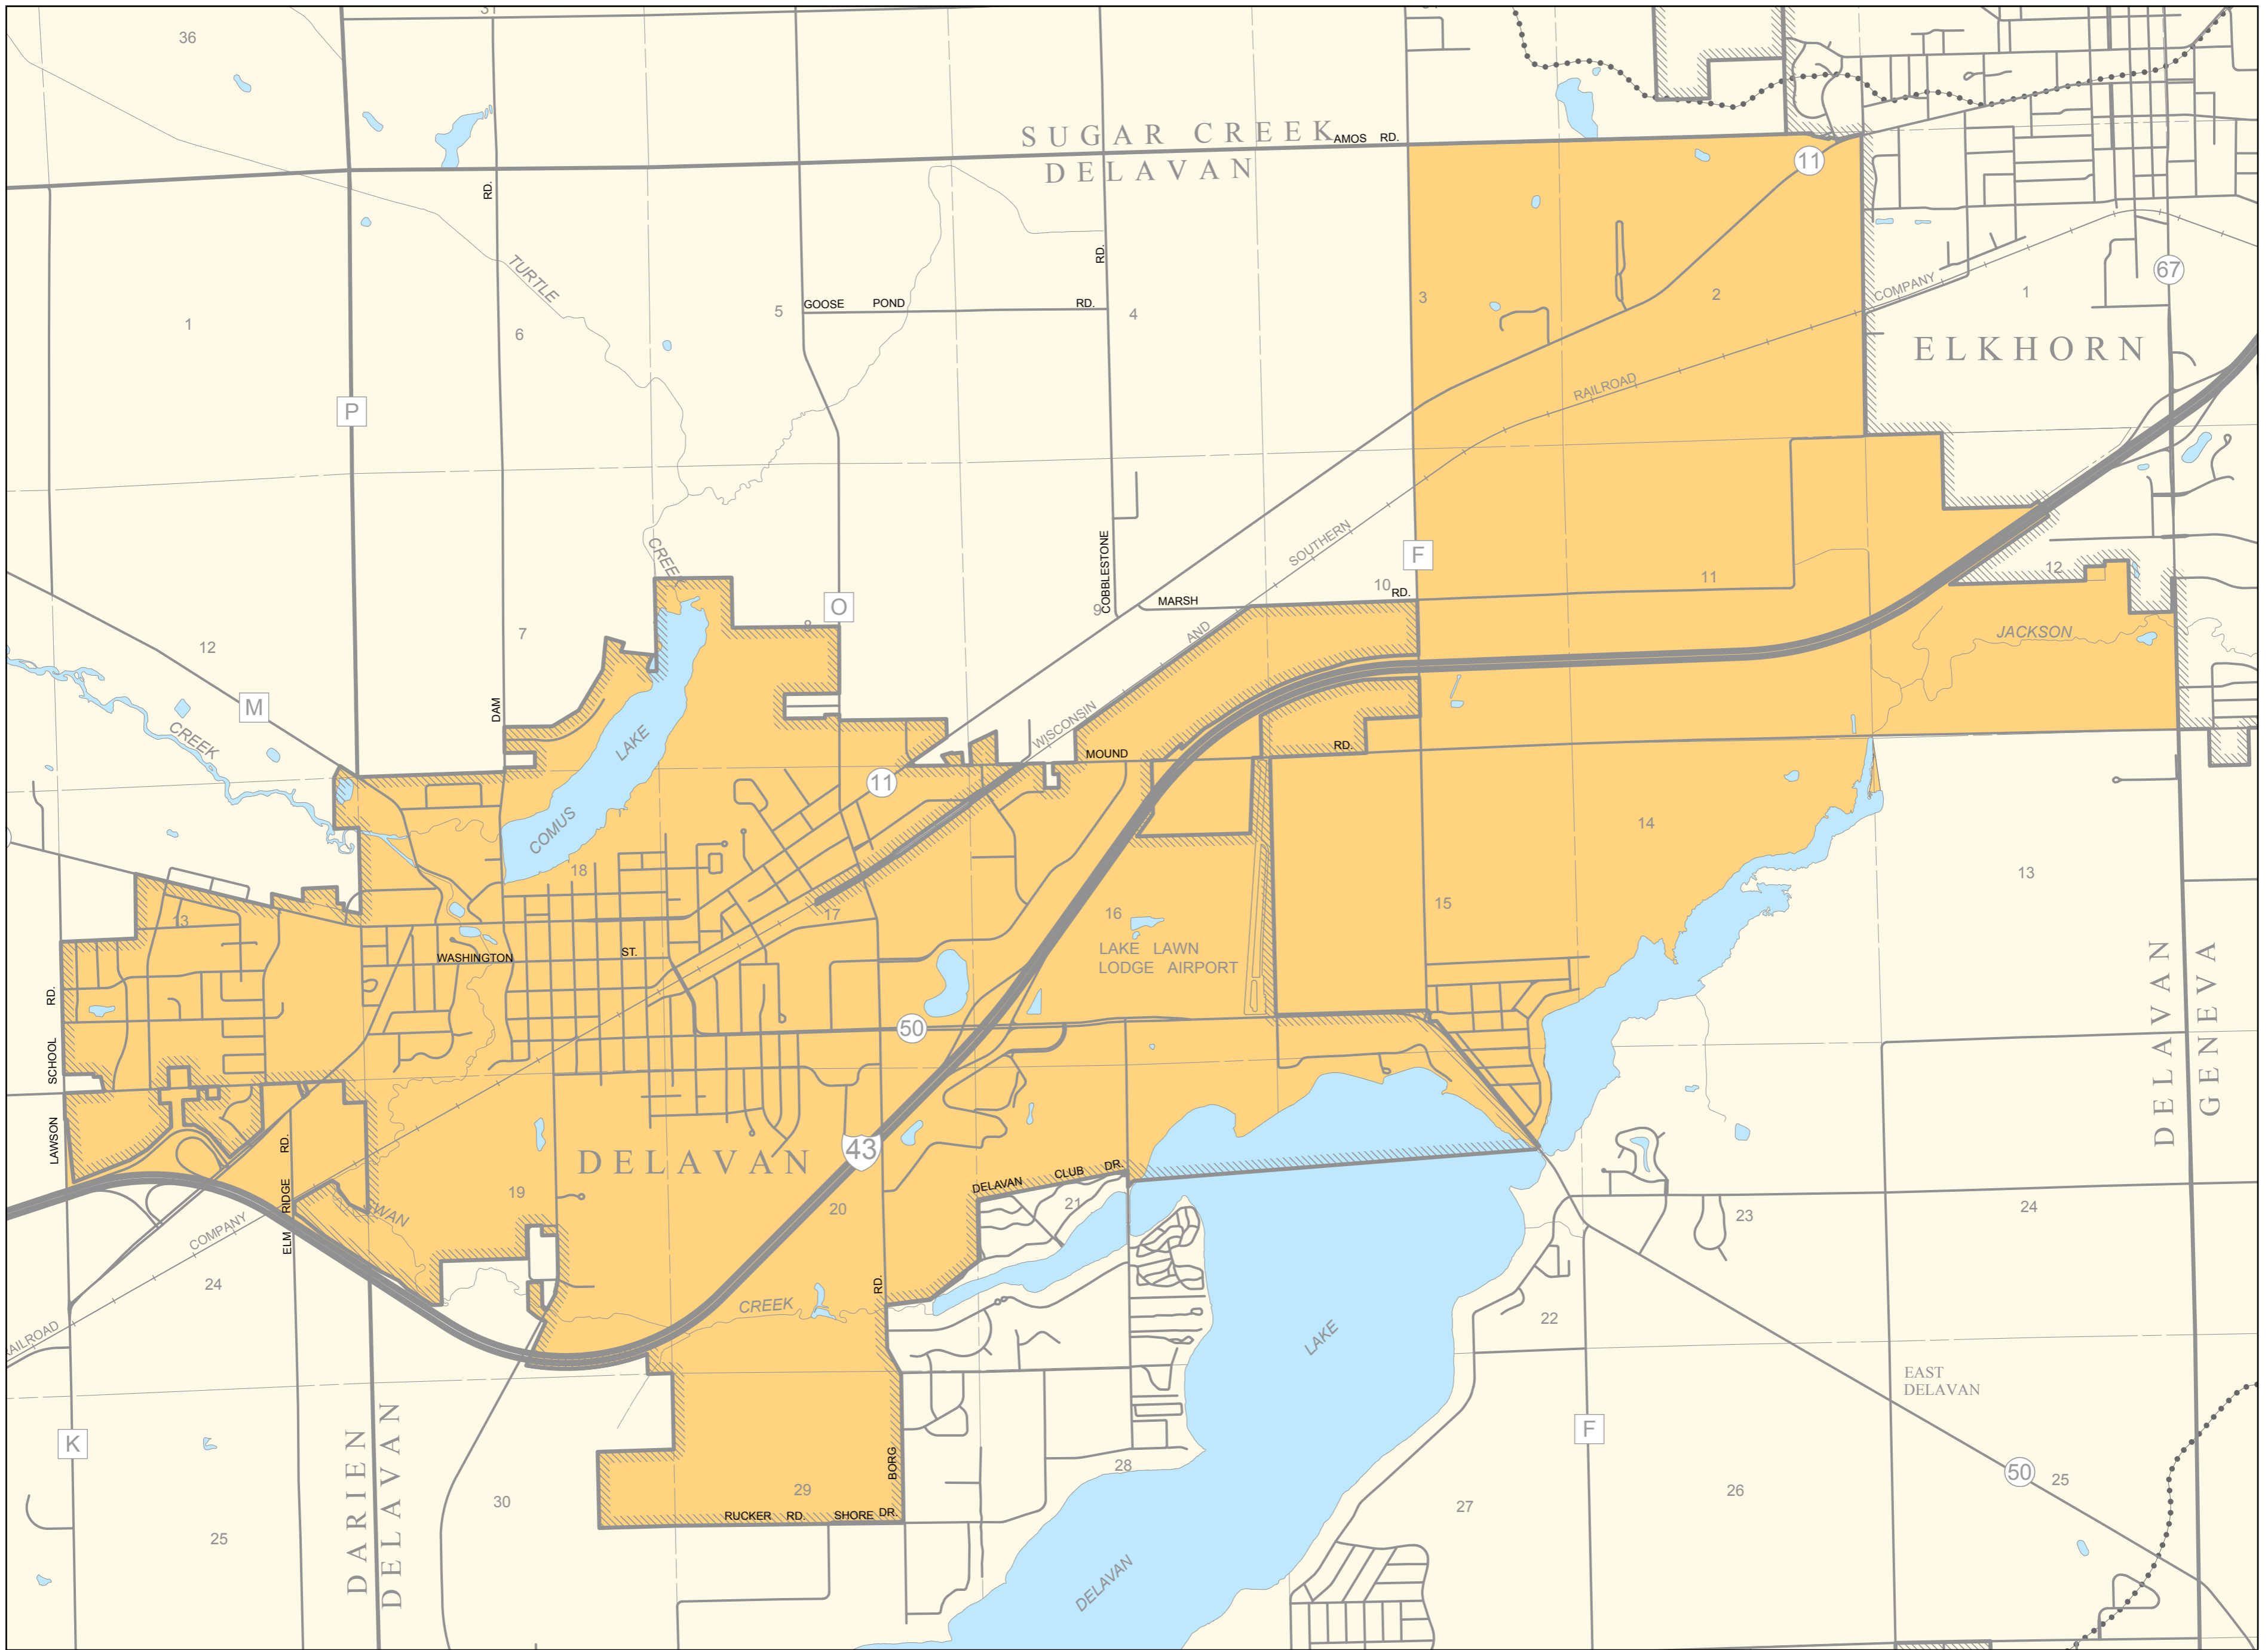 31
36
SUGAR CREEK
AMOS RD.
DELAVAN
11
RD.
RD.
TURTLE
67
COMPANY
1
1
6
5
GOOSE POND RD.
4
3
2
ELKHORN
RAILROAD
P
CREEK
SOUTHERN
F
COBBLESTONE
MARSH RD.
10
11
12
9
O
8
7
12
AND
JACKSON
M
DAM
CREEK
LAKE
WISCONSIN
MOUND RD.
11
COMUS
18
14
13
13
17
16
15
WASHINGTON ST.
LAKE LAWN
LODGE AIRPORT
DELAVAN
GENEVA
RD.
SCHOOL
50
LAWSON
RD.
RIDGE
ELM
DELAVAN
43
DELAVAN CLUB DR.
19
SWAN
20
21
23
24
COMPANY
24
RD.
CREEK
22
LAKE
RAILROAD
EAST
DELAVAN
K
F
DARIEN
DELAVAN
BORG
28
50
25
30
29
27
26
RUCKER RD. SHORE DR.
25
DELAVAN